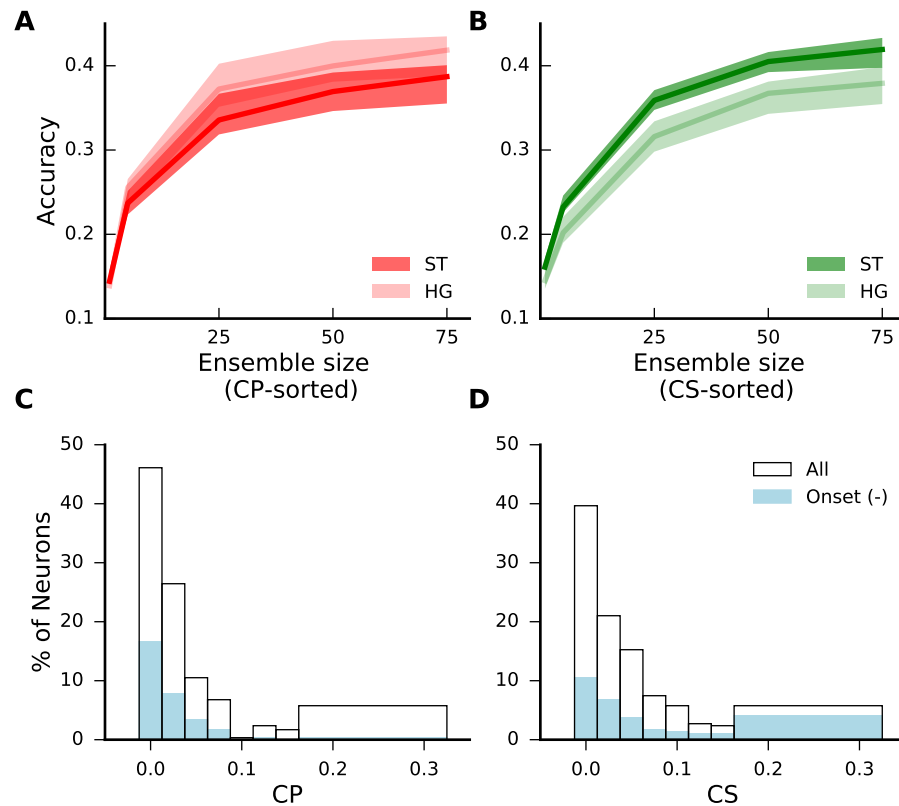 A
B
Accuracy
0.4
0.3
0.2
0.1
ST
HG
25
50
75
Ensemble size
(CP-sorted)
0.4
0.3
0.2
0.1
ST
HG
25
50
75
Ensemble size
(CS-sorted)
C
D
% of Neurons
50
40
30
20
10
0
0.0
0.1
0.2
0.3
CP
50
40
30
20
10
0
All
Onset (-)
0.0
0.1
0.2
0.3
CS